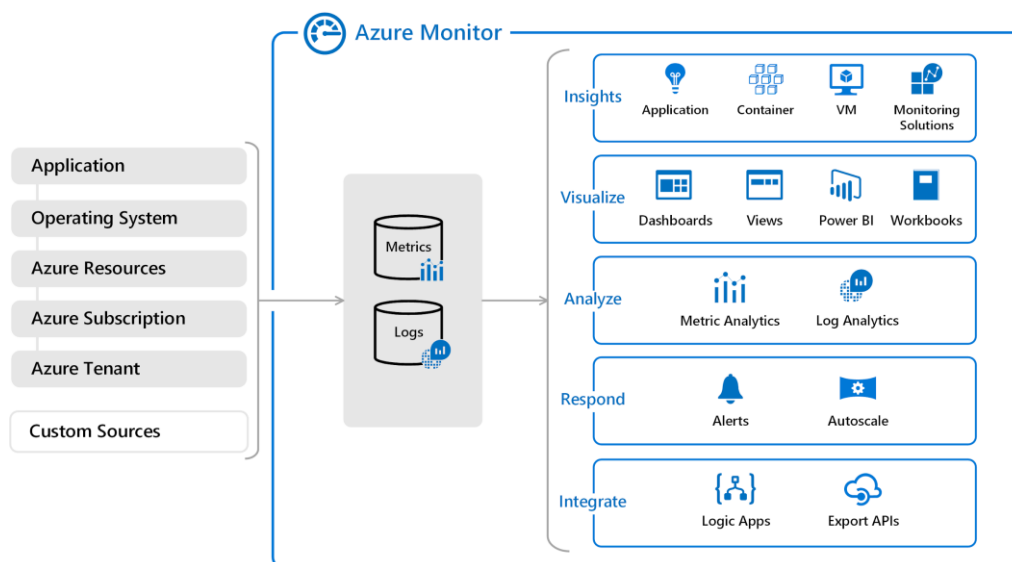 Azure Monitor
Application
Operating System
Azure Resources
Azure Subscription
Azure Tenant
Custom Sources
Metrics
Logs
Insights
Application
Container
VM
Monitoring
Solutions
Visualize
Dashboards
Views
Power BI
Workbooks
Analyze
Metric Analytics
Log Analytics
Respond
Alerts
Autoscale
Integrate
Logic Apps
Export APIs